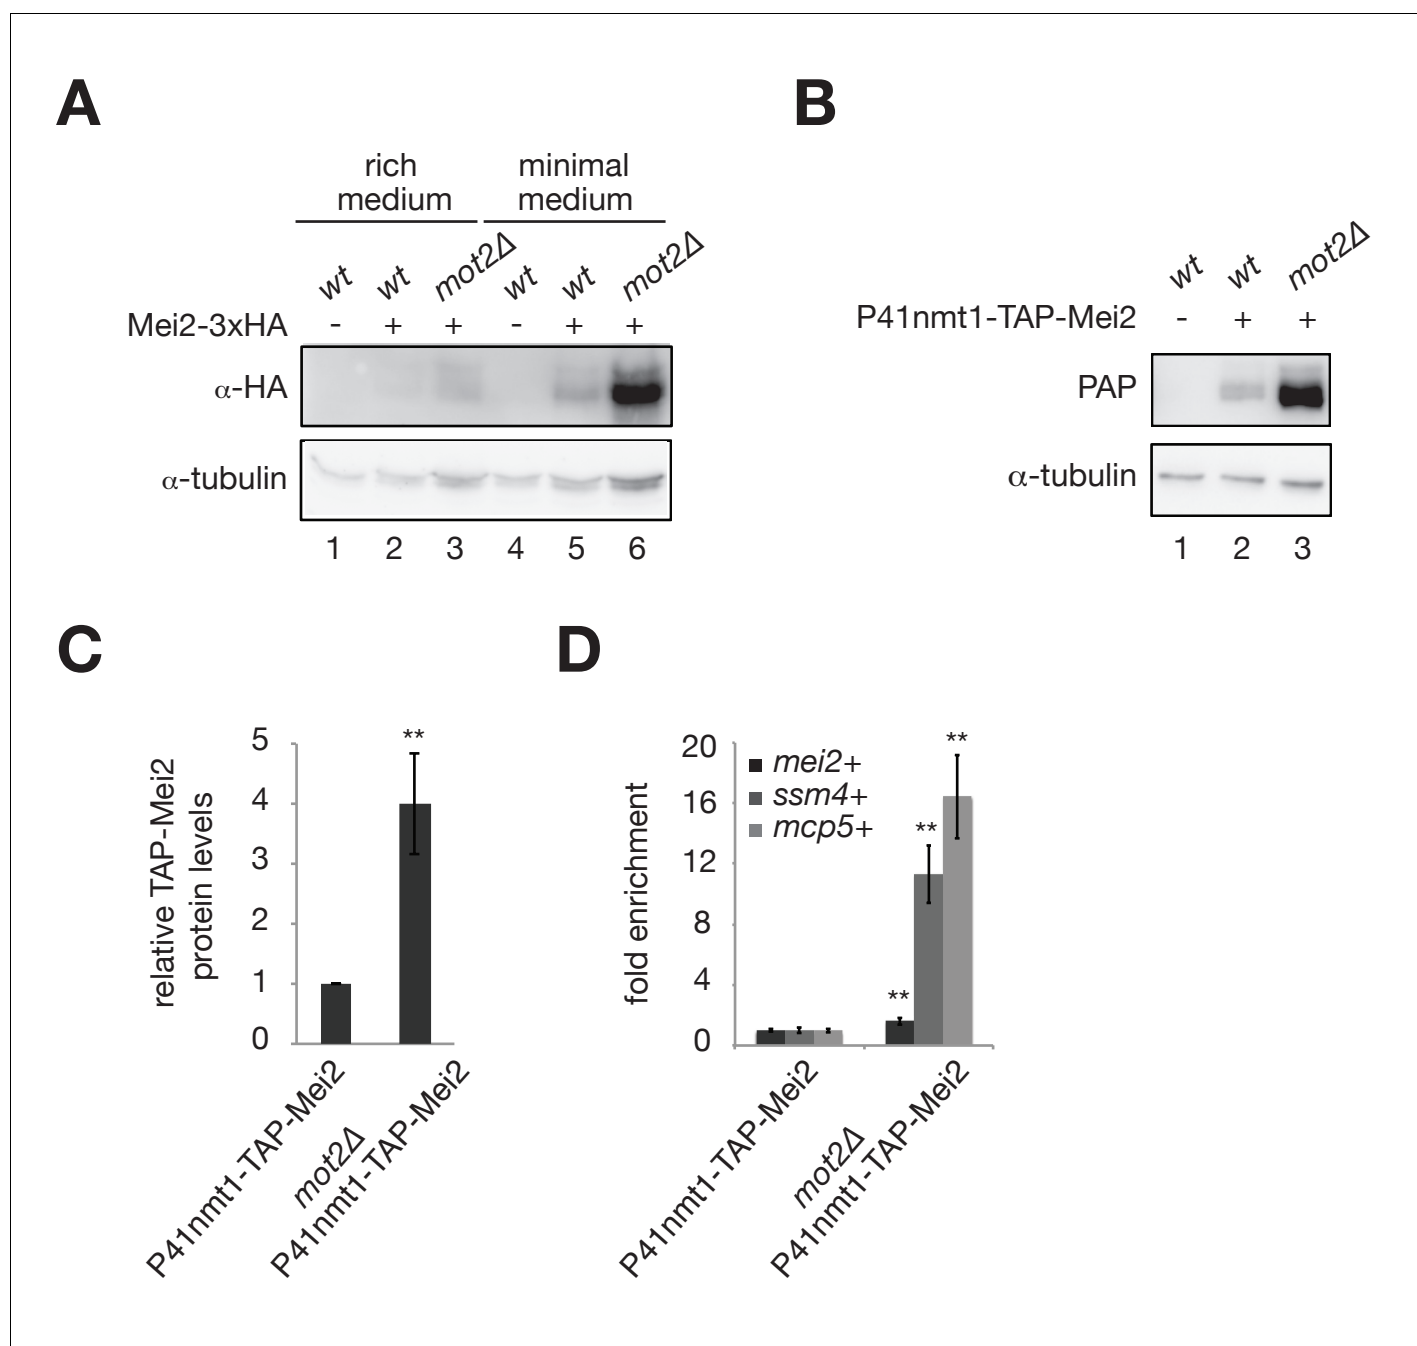 A
B
rich
medium
minimal
medium
wt wt mot2Δ wt wt mot2Δ
Mei2-3xHA - + + - + +
α-HA
α-tubulin
1 2 3 4 5 6
wt wt mot2Δ
P41nmt1-TAP-Mei2 - + +
PAP
α-tubulin
1 2 3
C
relative TAP-Mei2
protein levels
5
4
3
2
1
0
**
P41nmt1-TAP-Mei2
mot2Δ
P41nmt1-TAP-Mei2
D
fold enrichment
20
16
12
8
4
0
mei2+
ssm4+
mcp5+
**
**
**
P41nmt1-TAP-Mei2
mot2Δ
P41nmt1-TAP-Mei2